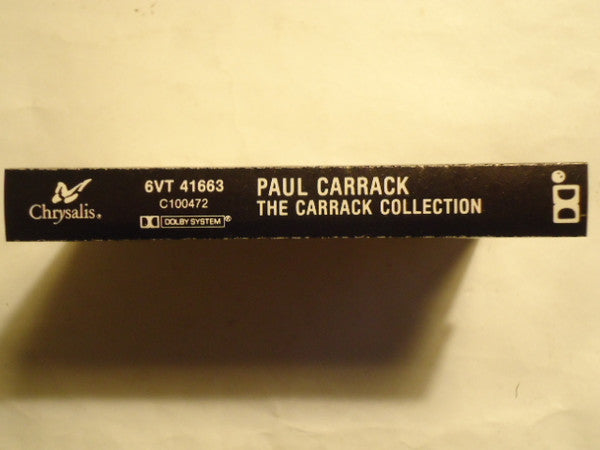 Chrysalis®
6VT 41663
C100472
DOLBY SYSTEM®
PAUL CARRACK
THE CARRACK COLLECTION